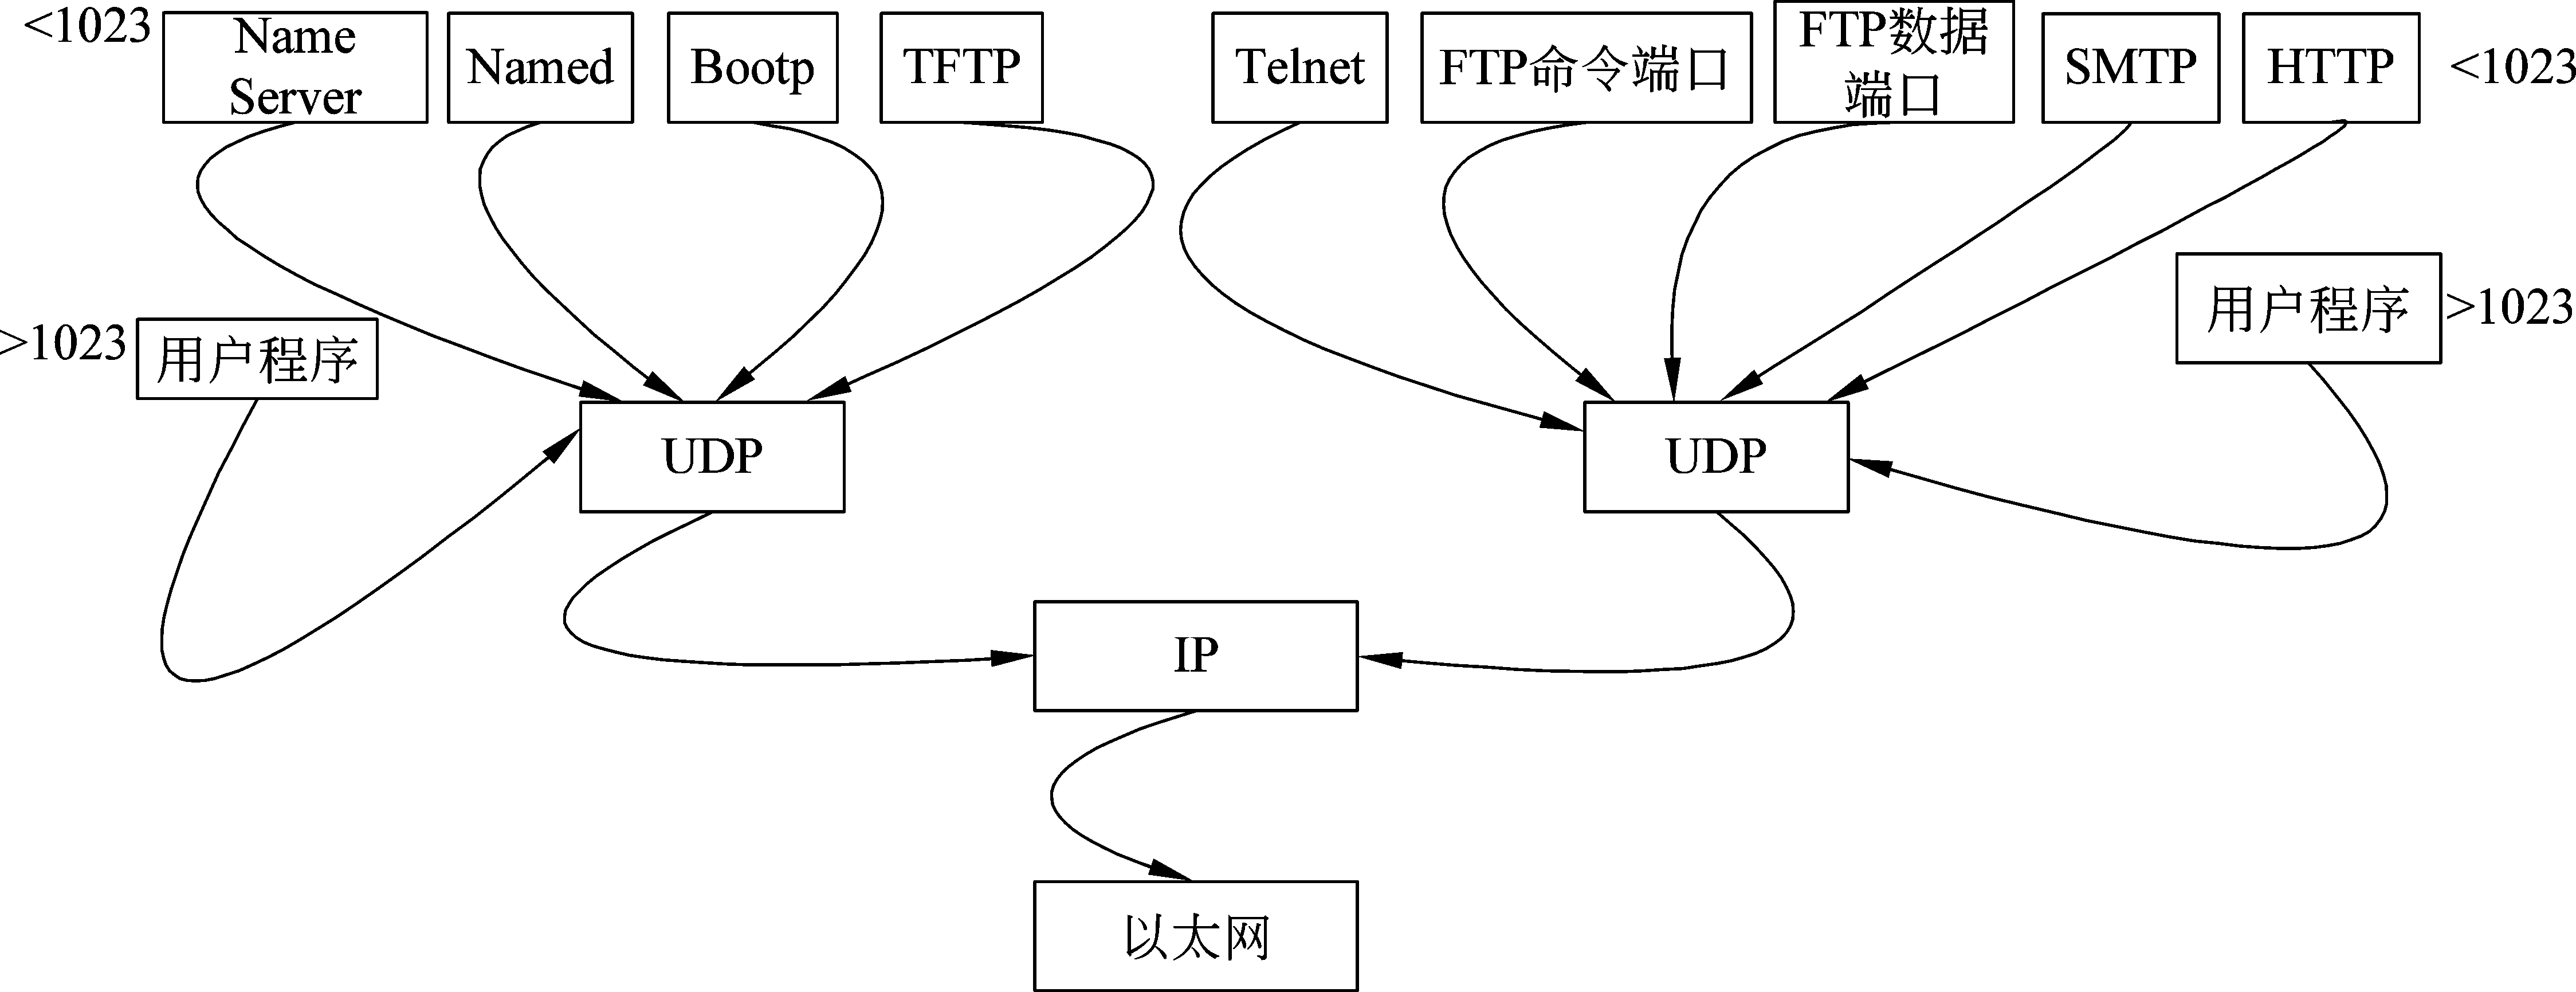 <1023
Name
Server
Named
Bootp
TFTP
Telnet
FTP命令端口
FTP数据
端口
SMTP
HTTP
<1023
>1023
用户程序
用户程序
>1023
UDP
UDP
IP
以太网